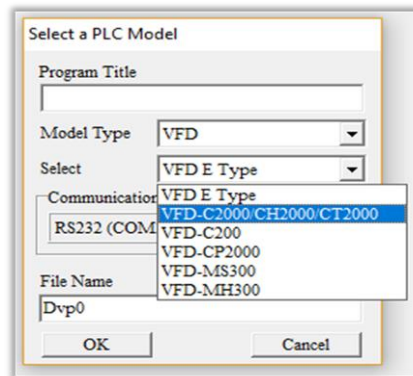 Select a PLC Model
Program Title
Model Type VFD
Select VFD E Type
Communication
VFD E Type
VFD-C2000/CH2000/CT2000
RS232 (COM
VFD-C200
VFD-CP2000
VFD-MS300
File Name
VFD-MH300
Dvp0
OK Cancel